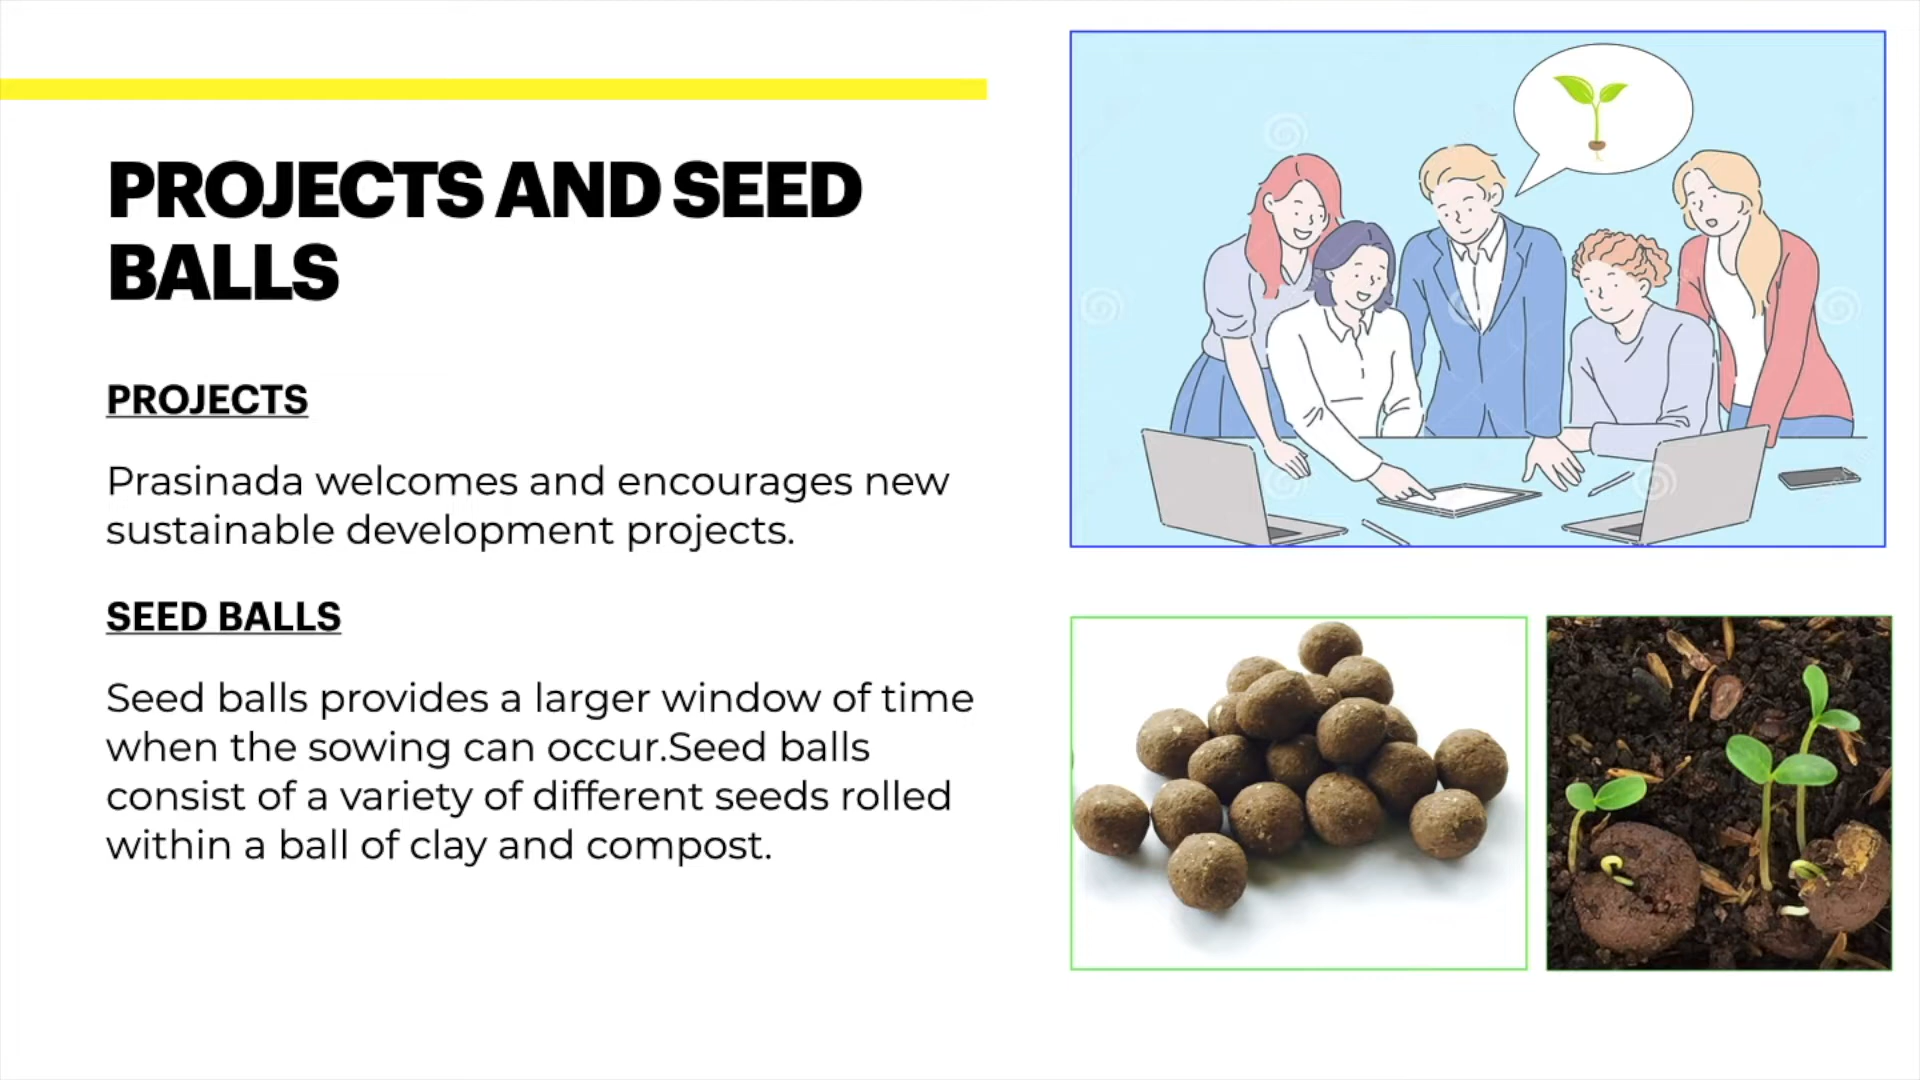 PROJECTS AND SEED
BALLS
PROJECTS
Prasinada welcomes and encourages new
sustainable development projects.
SEED BALLS
Seed balls provides a larger window of time
when the sowing can occur.Seed balls
consist of a variety of different seeds rolled
within a ball of clay and compost.